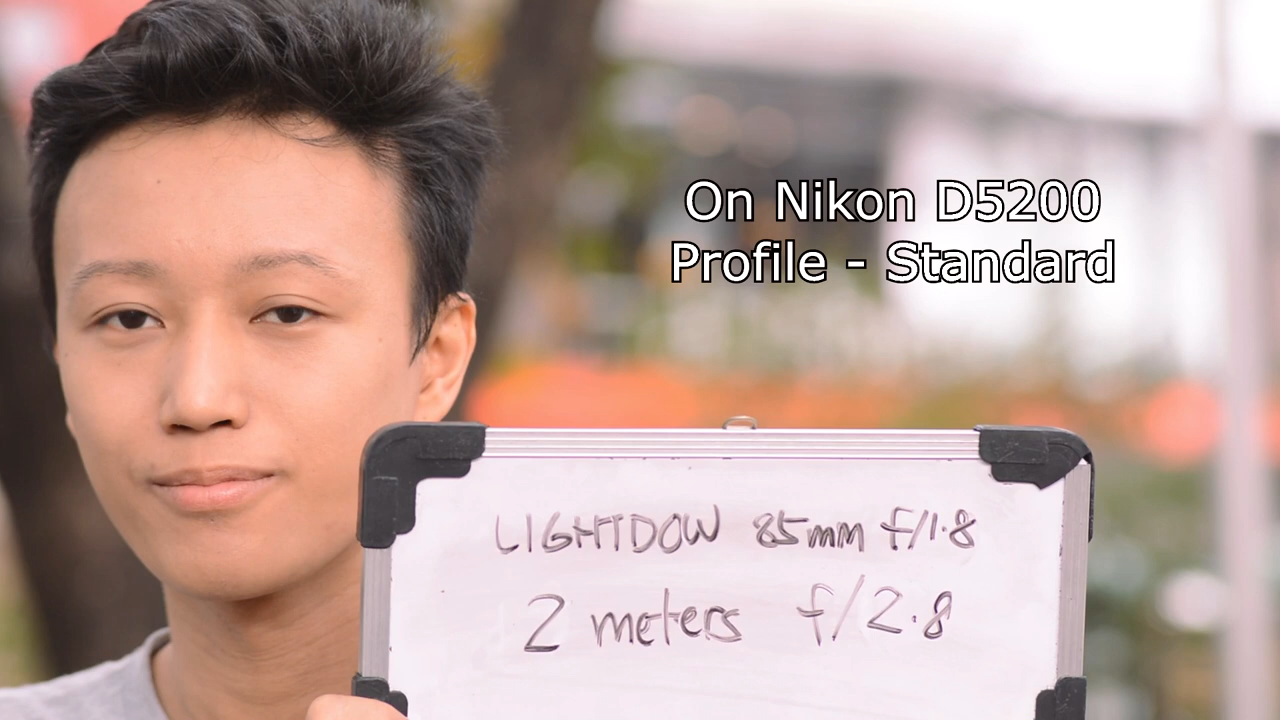 On Nikon D5200
Profile - Standard
LIGHTDOW 85mm f/1.8
2 meters f/2.8